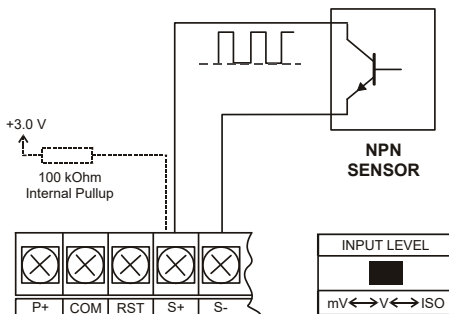 +3.0 V
100 kOhm
Internal Pullup
NPN
SENSOR
INPUT LEVEL
mV↔V↔ISO
P+ COM RST S+ S-